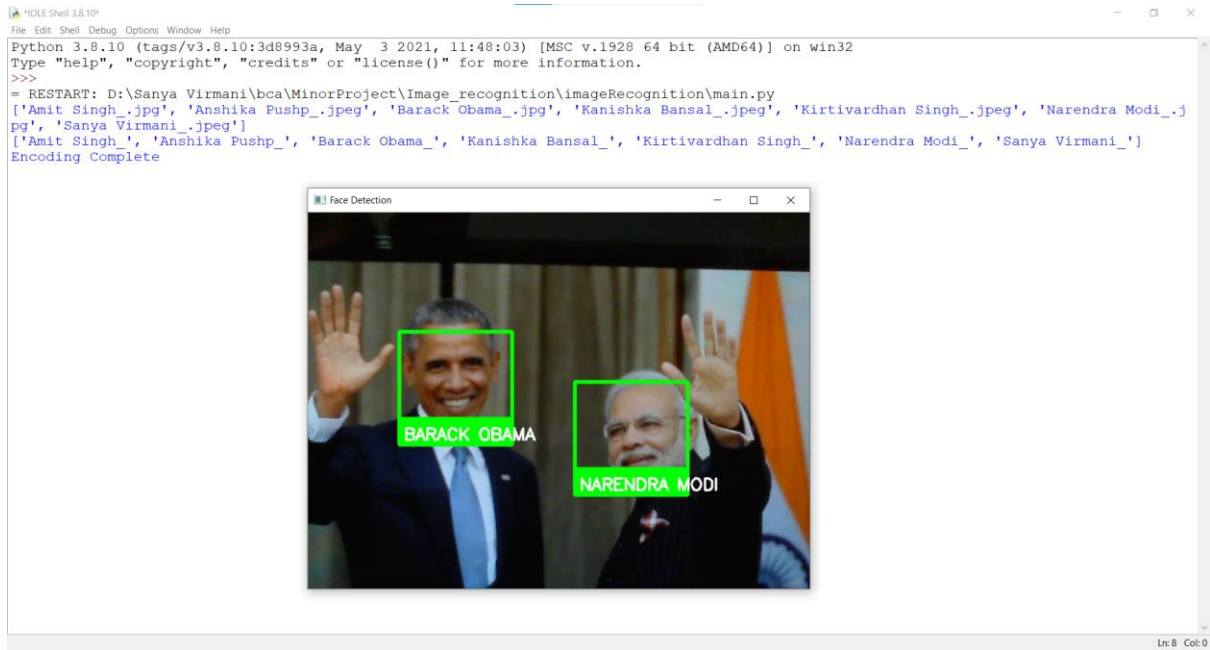 *IDLE Shell 3.8.10*
File Edit Shell Debug Options Window Help
Python 3.8.10 (tags/v3.8.10:3d8993a, May  3 2021, 11:48:03) [MSC v.1928 64 bit (AMD64)] on win32
Type "help", "copyright", "credits" or "license()" for more information.
>>>
= RESTART: D:\Sanya Virmani\bca\MinorProject\Image_recognition\imageRecognition\main.py
['Amit Singh_.jpg', 'Anshika Pushp_.jpeg', 'Barack Obama_.jpg', 'Kanishka Bansal_.jpeg', 'Kirtivardhan Singh_.jpeg', 'Narendra Modi_.j
pg', 'Sanya Virmani_.jpeg']
['Amit Singh_', 'Anshika Pushp_', 'Barack Obama_', 'Kanishka Bansal_', 'Kirtivardhan Singh_', 'Narendra Modi_', 'Sanya Virmani_']
Encoding Complete
Face Detection
BARACK OBAMA
NARENDRA MODI
Ln: 8 Col: 0